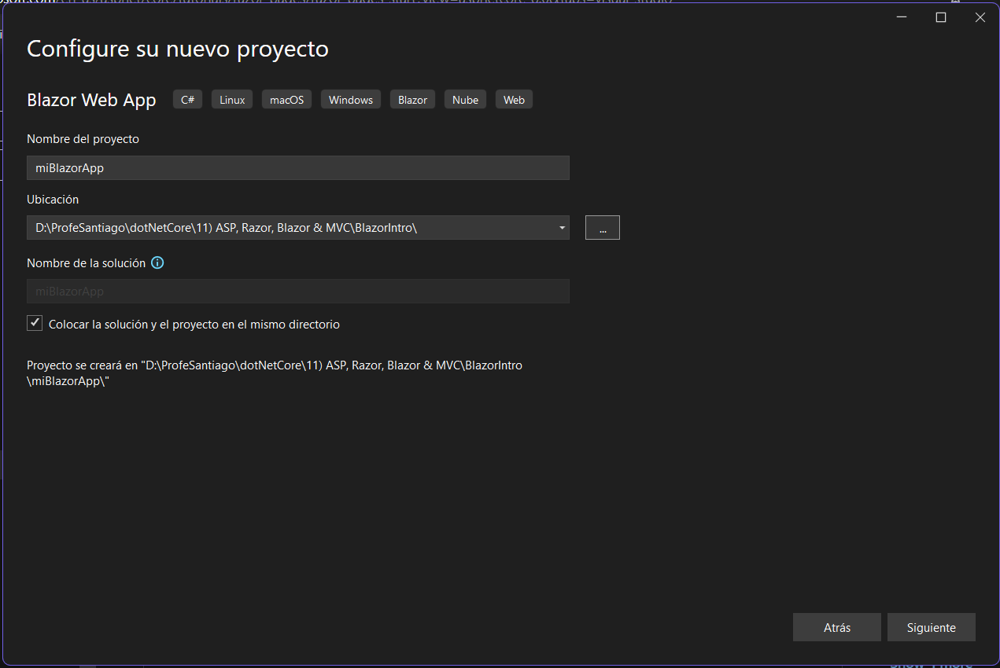 Configure su nuevo proyecto
Blazor Web App C# Linux macOS Windows Blazor Nube Web
Nombre del proyecto
miBlazorApp
Ubicación
D:\ProfeSantiago\dotNetCore\11) ASP, Razor, Blazor & MVC\BlazorIntro\
...
Nombre de la solución
miBlazorApp
Colocar la solución y el proyecto en el mismo directorio
Proyecto se creará en "D:\ProfeSantiago\dotNetCore\11) ASP, Razor, Blazor & MVC\BlazorIntro
\miBlazorApp\"
Atrás Siguiente